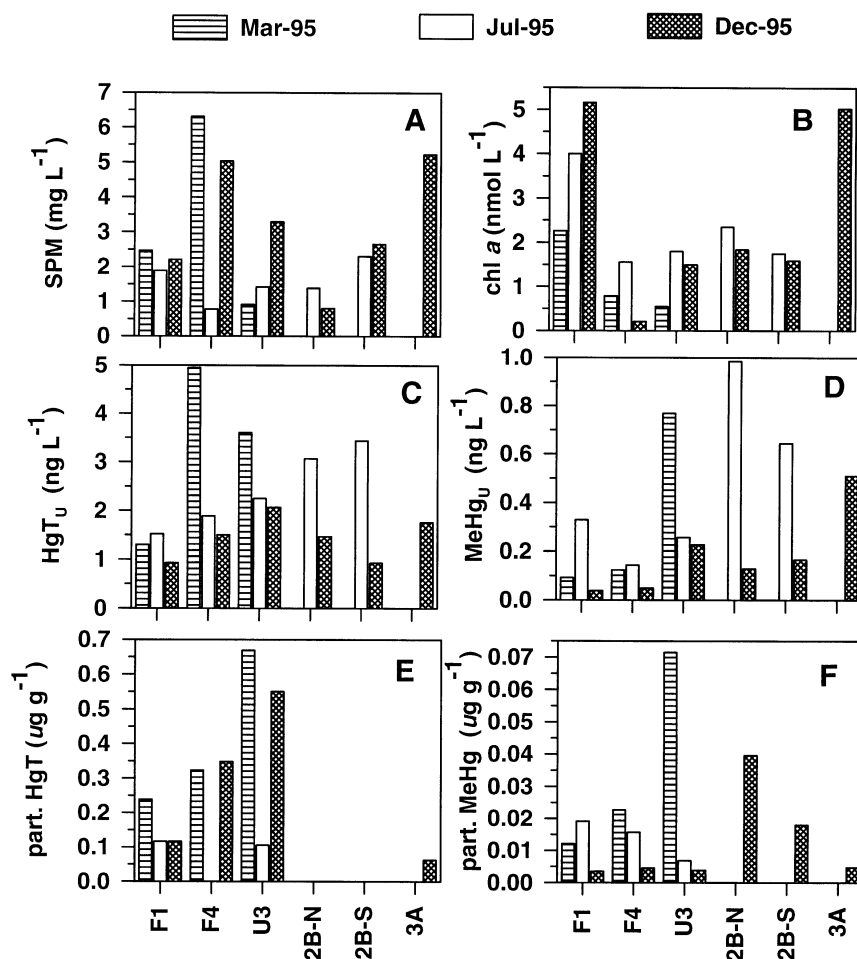 Mar-95 Jul-95 Dec-95
A
SPM (mg L⁻¹)
7
6
5
4
3
2
1
0
B
chl a (nmol L⁻¹)
5
4
3
2
1
0
C
HgT_U (ng L⁻¹)
5
4
3
2
1
0
D
MeHg_U (ng L⁻¹)
1.0
0.8
0.6
0.4
0.2
0.0
E
part. HgT (ug g⁻¹)
0.7
0.6
0.5
0.4
0.3
0.2
0.1
0.0
F1 F4 U3 2B-N 2B-S 3A
F
part. MeHg (ug g⁻¹)
0.07
0.06
0.05
0.04
0.03
0.02
0.01
0.00
F1 F4 U3 2B-N 2B-S 3A